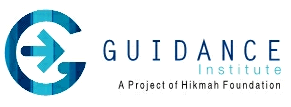 GUIDANCE
Institute
A Project of Hikmah Foundation